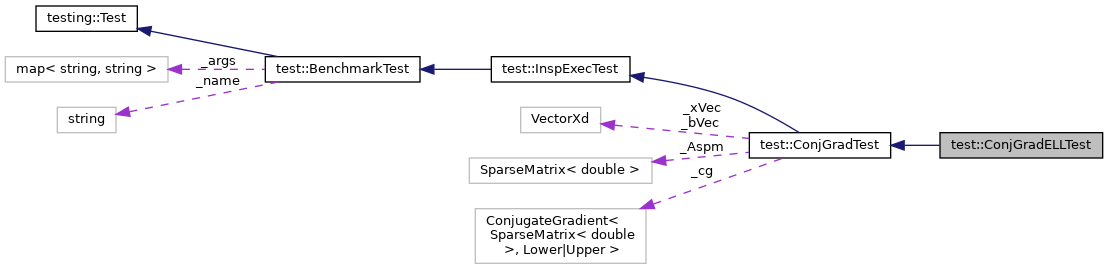 testing::Test
map< string, string >
_args
_name
string
test::BenchmarkTest
test::InspExecTest
VectorXd
_xVec
_bVec
_Aspm
SparseMatrix< double >
_cg
ConjugateGradient<
SparseMatrix< double
>, Lower|Upper >
test::ConjGradTest
test::ConjGradELLTest